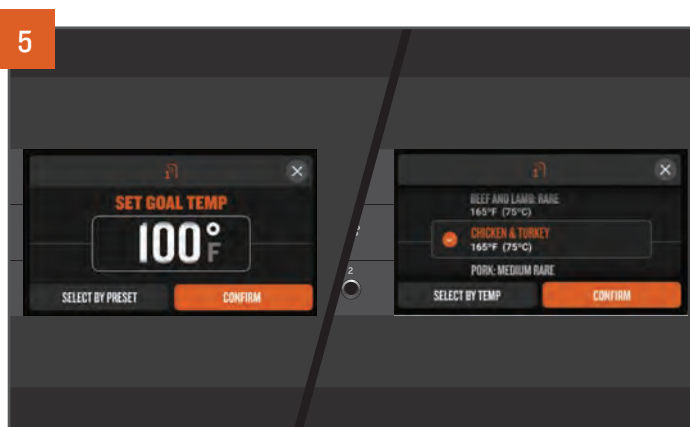 5
SET GOAL TEMP
100°F
SELECT BY PRESET
CONFIRM
2
BEEF AND LAMB: RARE
165°F (75°C)
CHICKEN & TURKEY
165°F (75°C)
PORK: MEDIUM RARE
SELECT BY TEMP
CONFIRM